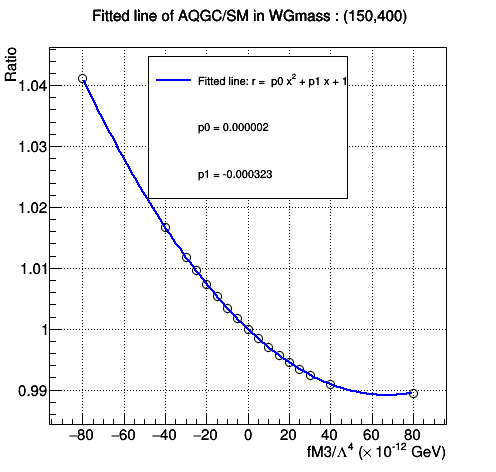 Fitted line of AQGC/SM in WGmass : (150,400)
Ratio
Fitted line: r = p0 x² + p1 x + 1
p0 = 0.000002
p1 = -0.000323
1.04
1.03
1.02
1.01
1
0.99
−80 −60 −40 −20 0 20 40 60 80
fM3/Λ⁴ (× 10⁻¹² GeV)